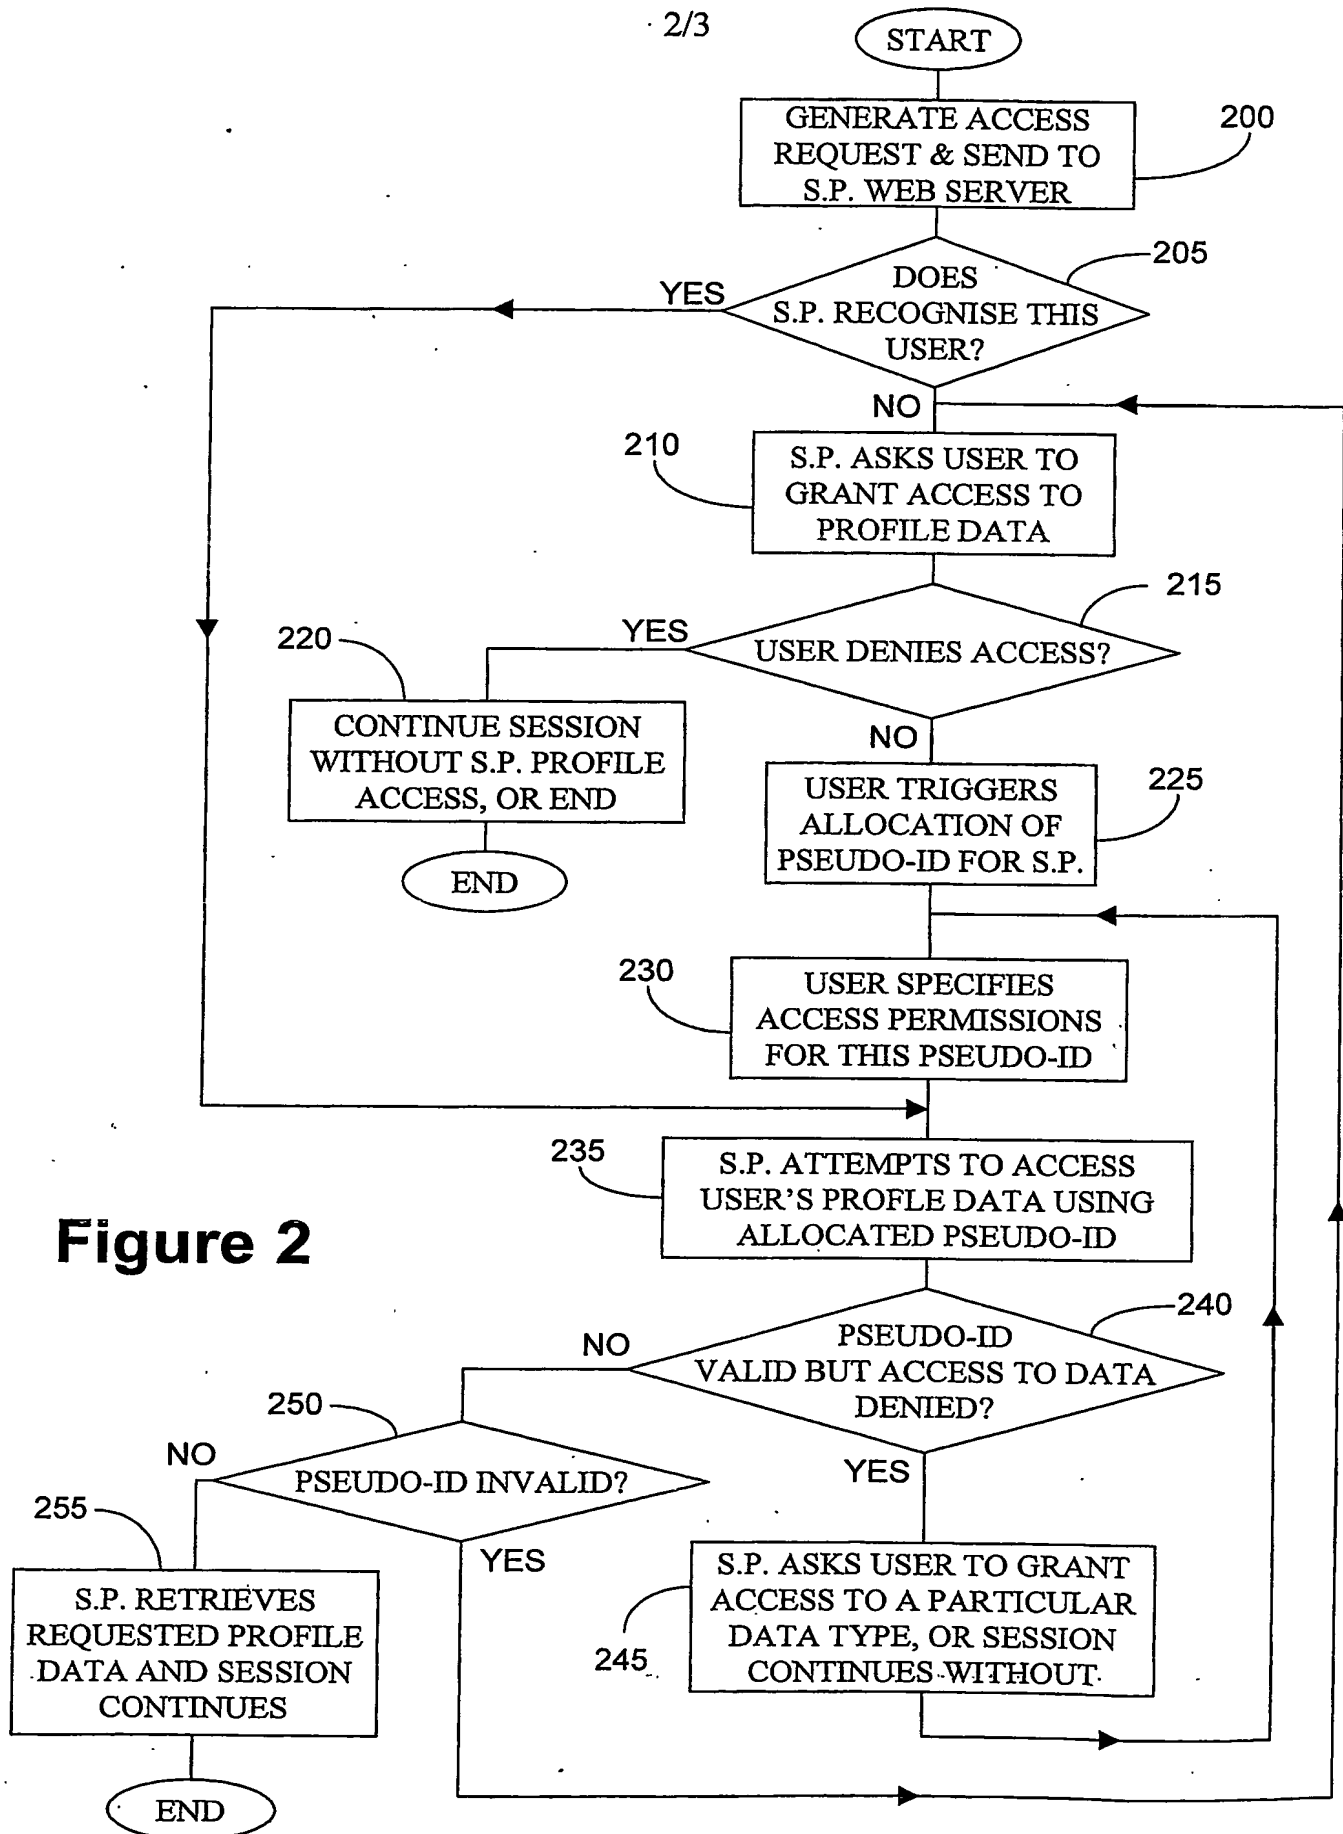 2/3
START
GENERATE ACCESS
REQUEST & SEND TO
S.P. WEB SERVER
200
205
DOES
S.P. RECOGNISE THIS
USER?
YES
NO
210
S.P. ASKS USER TO
GRANT ACCESS TO
PROFILE DATA
215
USER DENIES ACCESS?
YES
220
CONTINUE SESSION
WITHOUT S.P. PROFILE
ACCESS, OR END
END
NO
225
USER TRIGGERS
ALLOCATION OF
PSEUDO-ID FOR S.P.
230
USER SPECIFIES
ACCESS PERMISSIONS
FOR THIS PSEUDO-ID
235
S.P. ATTEMPTS TO ACCESS
USER'S PROFLE DATA USING
ALLOCATED PSEUDO-ID
Figure 2
240
PSEUDO-ID
VALID BUT ACCESS TO DATA
DENIED?
NO
YES
250
PSEUDO-ID INVALID?
NO
YES
255
S.P. RETRIEVES
REQUESTED PROFILE
DATA AND SESSION
CONTINUES
END
245
S.P. ASKS USER TO GRANT
ACCESS TO A PARTICULAR
DATA TYPE, OR SESSION
CONTINUES WITHOUT